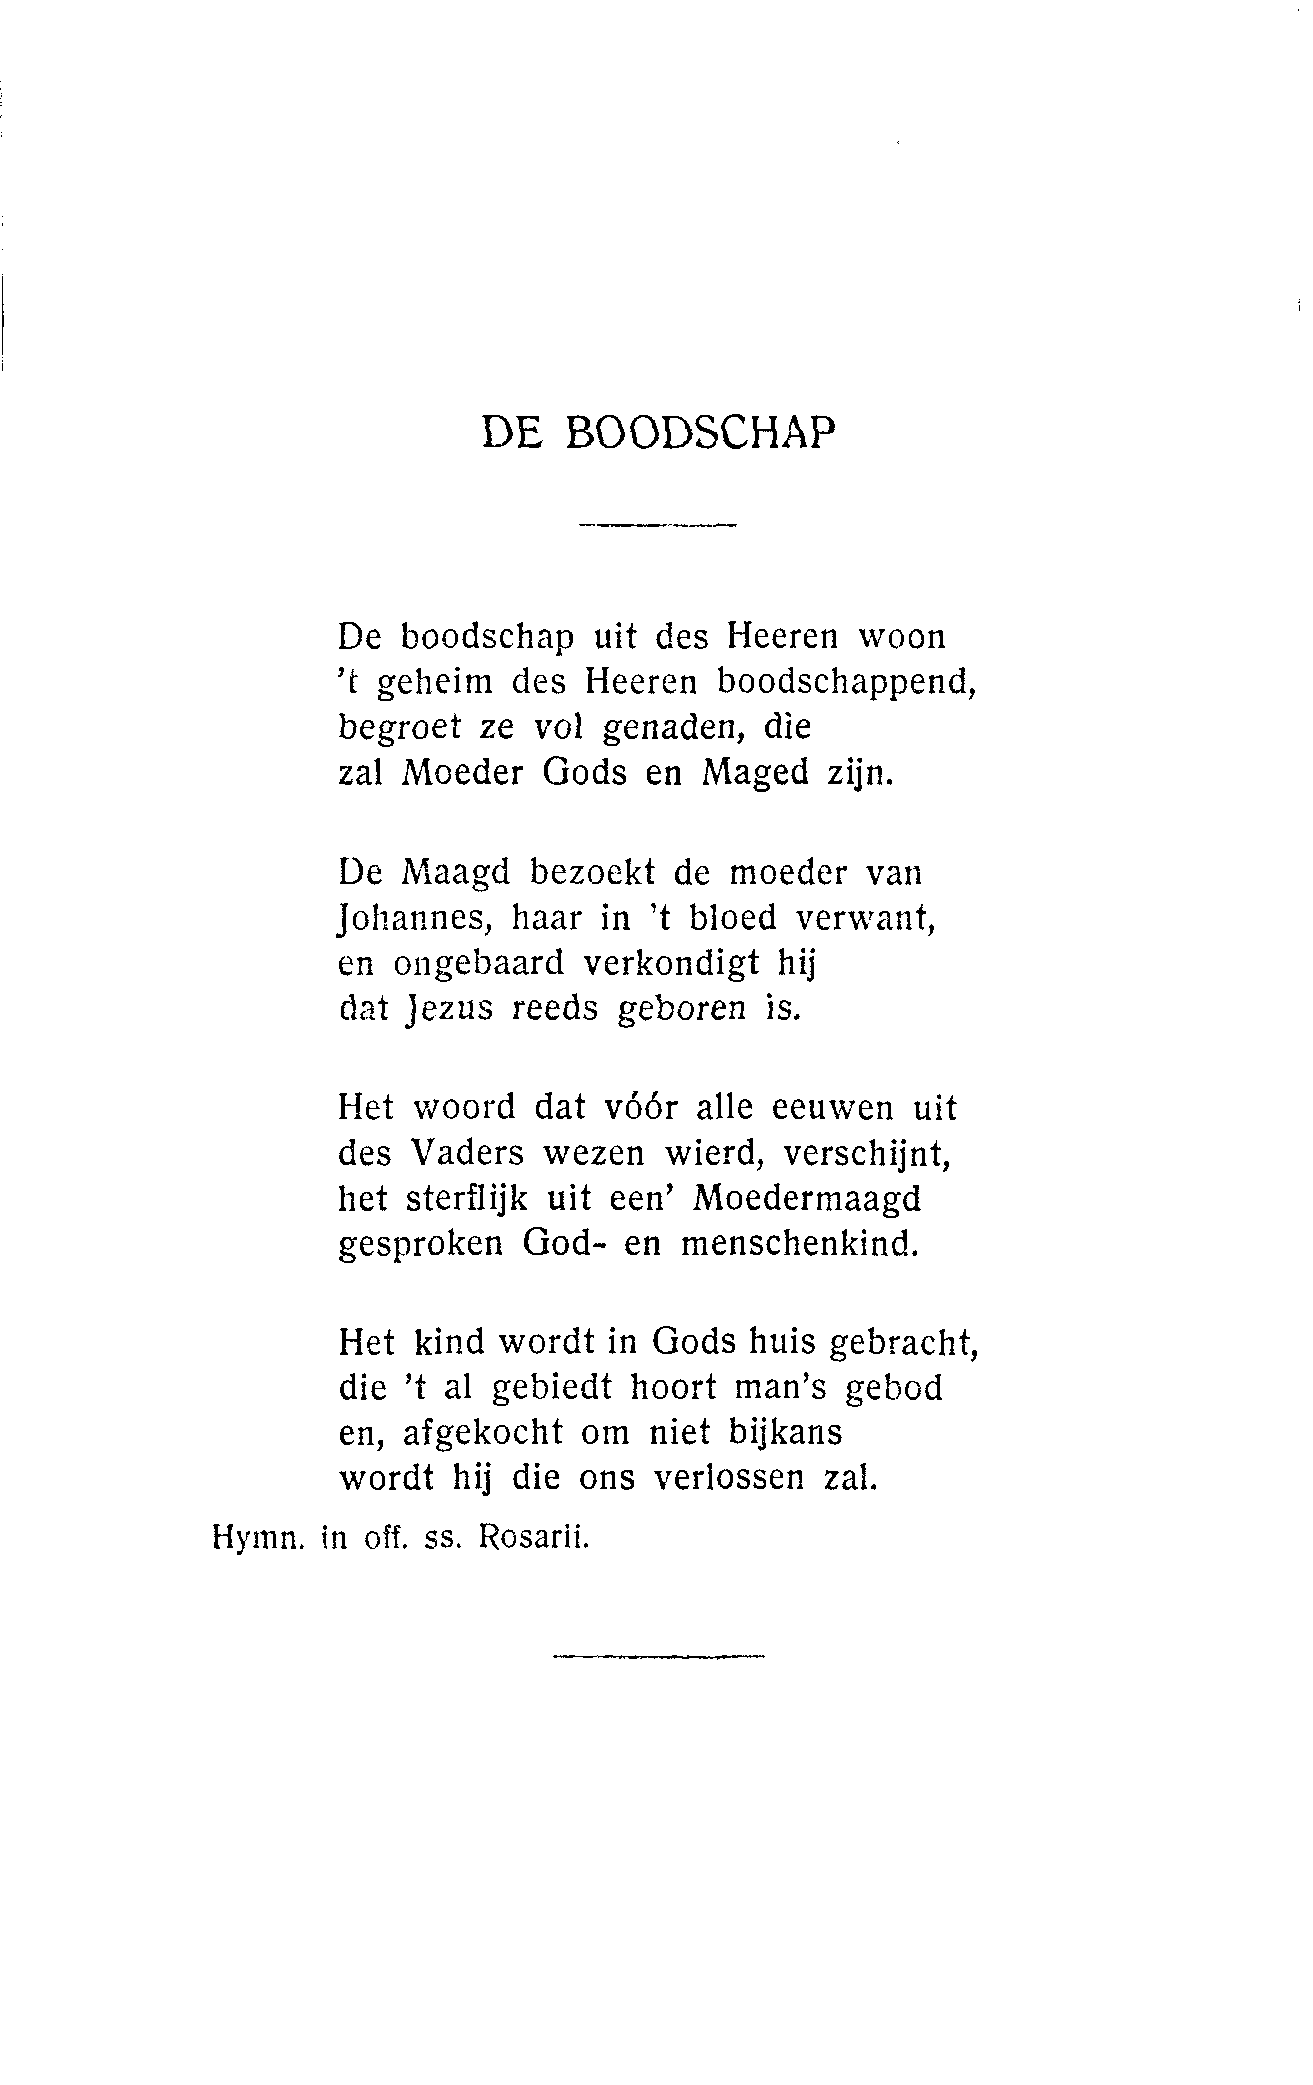 DE BOODSCHAP
De boodschap uit des Heeren woon
't geheim des Heeren boodschappend,
begroet ze vol genaden, die
zal Moeder Gods en Maged zijn.
De Maagd bezoekt de moeder van
Johannes, haar in 't bloed verwant,
en ongebaard verkondigt hij
dat Jezus reeds geboren is.
Het woord dat vóór alle eeuwen uit
des Vaders wezen wierd, verschijnt,
het sterflijk uit een' Moedermaagd
gesproken God- en menschenkind.
Het kind wordt in Gods huis gebracht,
die 't al gebiedt hoort man's gebod
en, afgekocht om niet bijkans
wordt hij die ons verlossen zal.
Hymn. in off. ss. Rosarii.